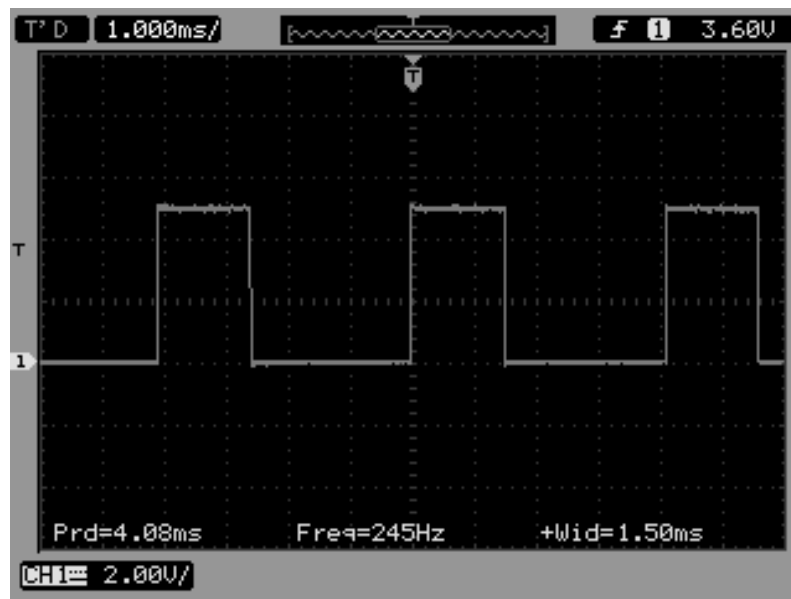 T'D 1.000ms/ 1 3.60V
T
T
1
Prd=4.08ms Freq=245Hz +Wid=1.50ms
CH1 2.00V/